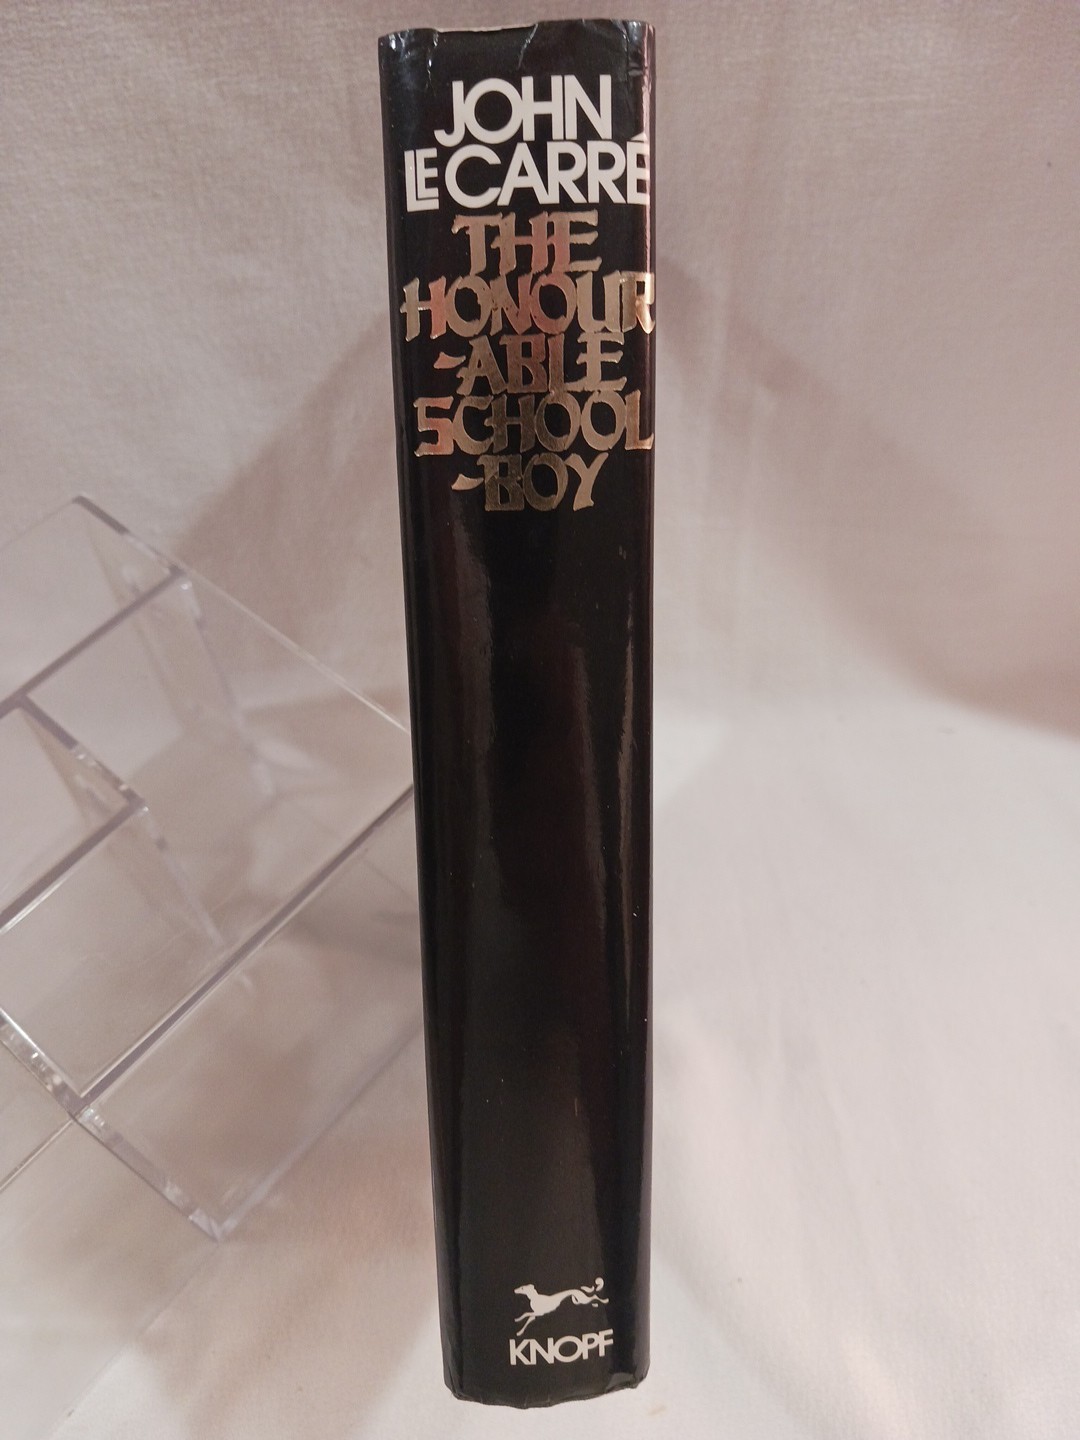 JOHN
LE CARRÉ
THE
HONOUR
-ABLE
SCHOOL
-BOY
KNOPF